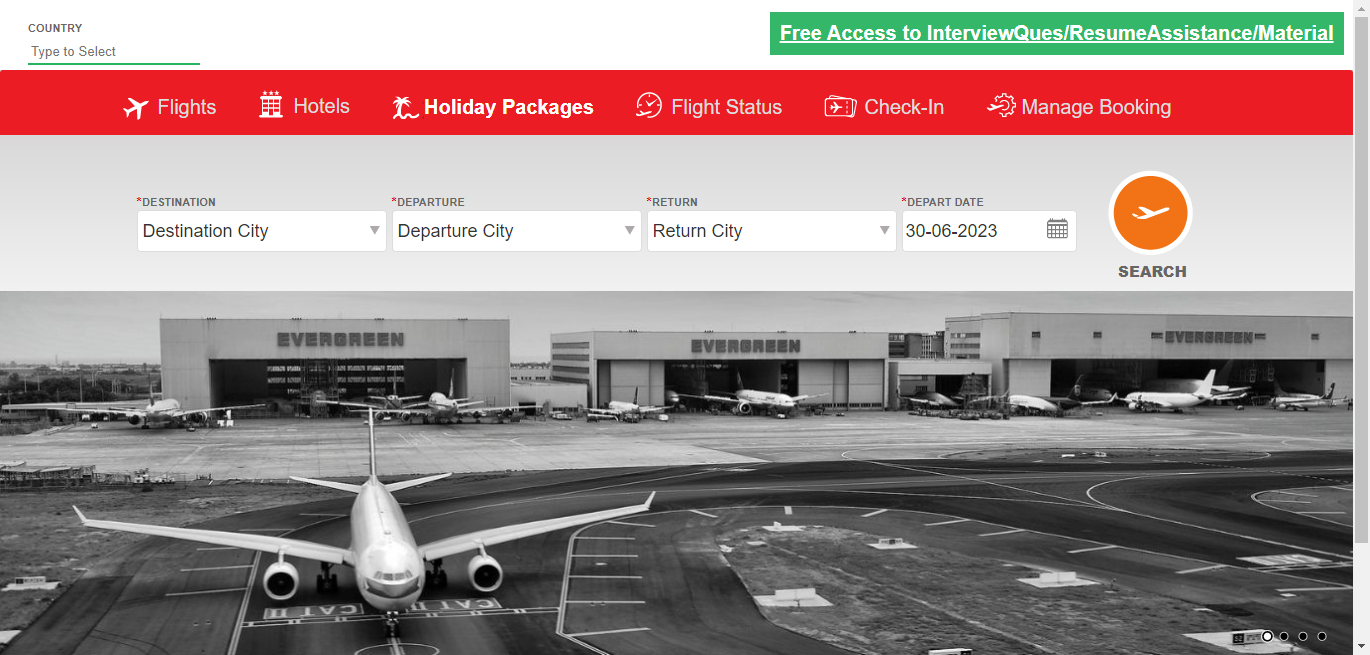 COUNTRY
Type to Select
Free Access to InterviewQues/ResumeAssistance/Material
Flights
Hotels
Holiday Packages
Flight Status
Check-In
Manage Booking
*DESTINATION
*DEPARTURE
*RETURN
*DEPART DATE
Destination City
Departure City
Return City
30-06-2023
SEARCH
EVERGREEN
EVERGREEN
EVERGREEN
CAT II
CAT II